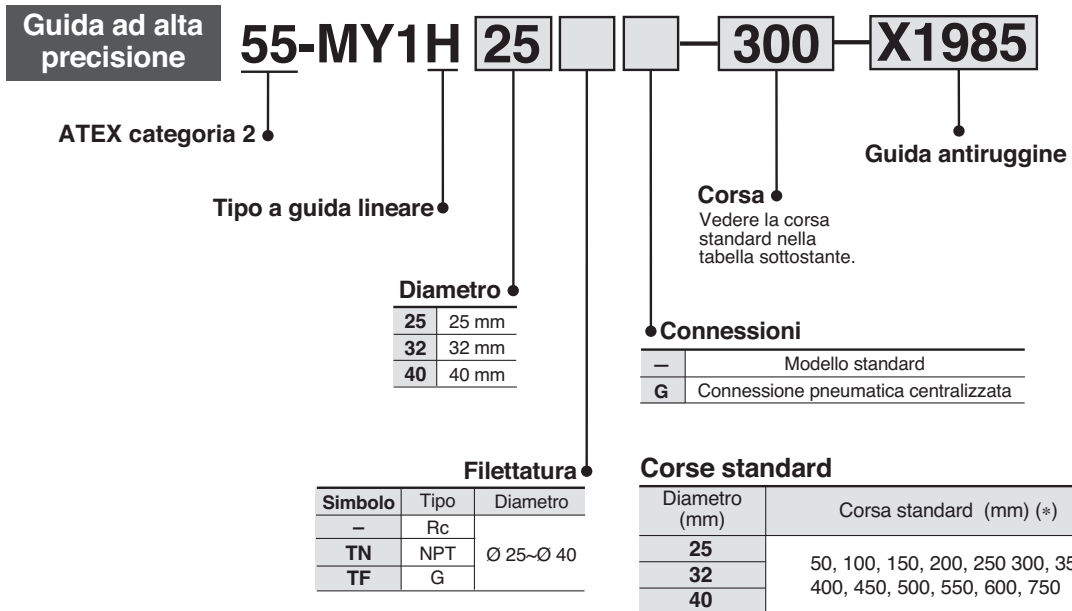 Guida ad alta
precisione
55-MY1H 25 — 300 — X1985
ATEX categoria 2
Guida antiruggine
Tipo a guida lineare
Corsa
Vedere la corsa
standard nella
tabella sottostante.
Diametro
25 25 mm
32 32 mm
40 40 mm
Connessioni
– Modello standard
G Connessione pneumatica centralizzata
Filettatura
Simbolo Tipo Diametro
– Rc
TN NPT Ø 25~Ø 40
TF G
Corse standard
Diametro
(mm)
Corsa standard (mm) (∗)
25
32
40
50, 100, 150, 200, 250 300,
400, 450, 500, 550, 600, 750